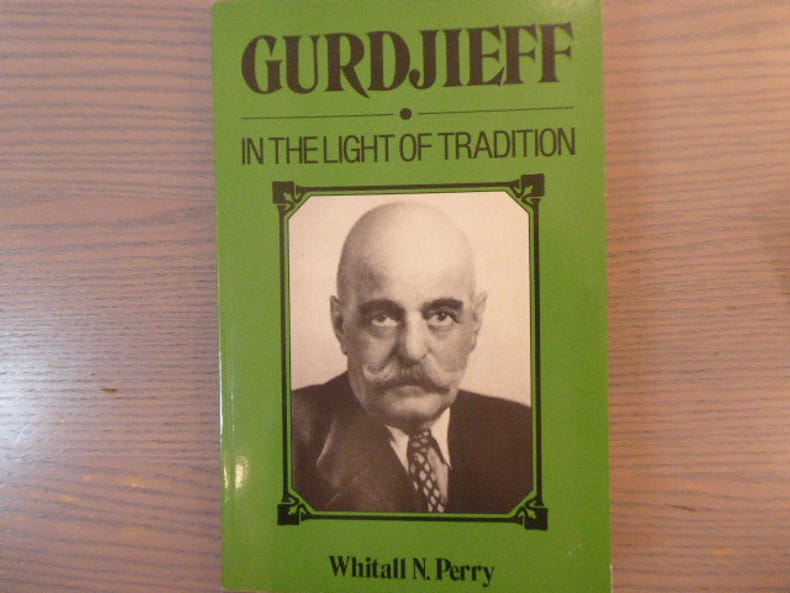 GURDJIEFF
IN THE LIGHT OF TRADITION
Whitall N. Perry